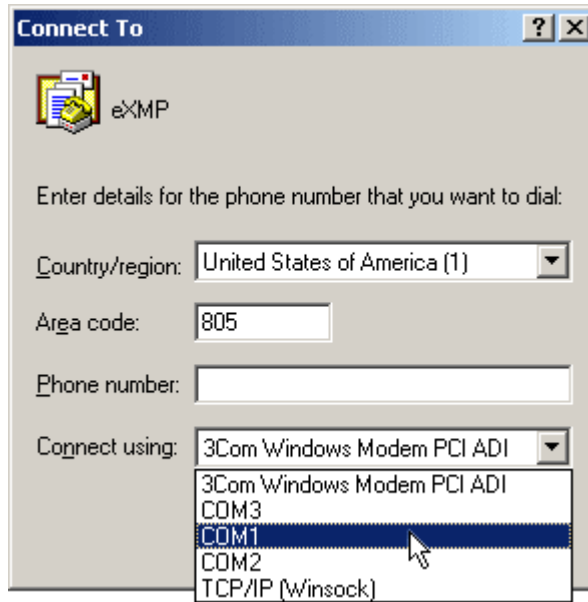 Connect To
eXMP
Enter details for the phone number that you want to dial:
Country/region: United States of America (1)
Area code: 805
Phone number:
Connect using: 3Com Windows Modem PCI ADI
3Com Windows Modem PCI ADI
COM3
COM1
COM2
TCP/IP (Winsock)